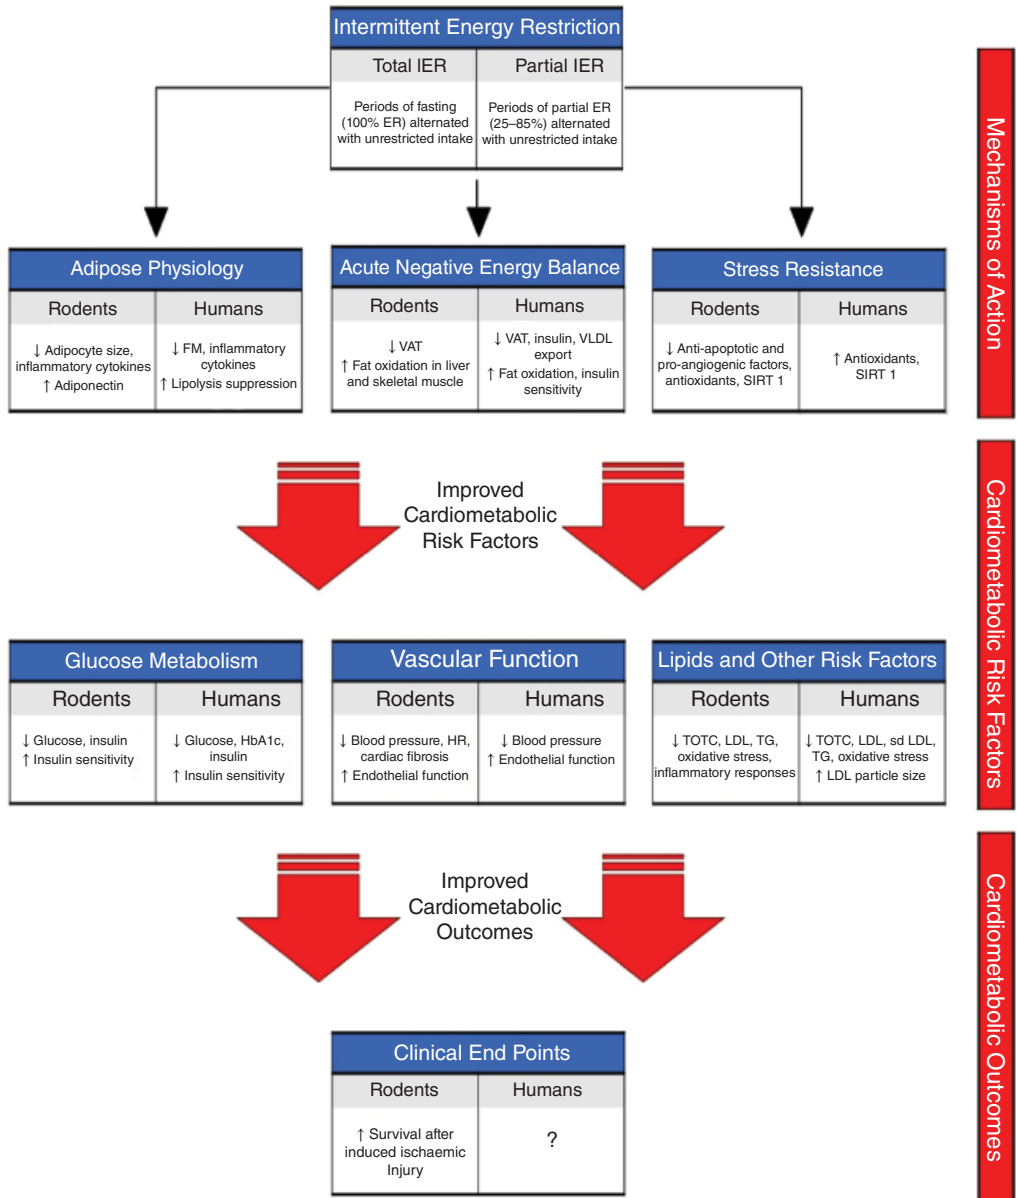 Intermittent Energy Restriction
Total IER
Partial IER
Periods of fasting
(100% ER) alternated
with unrestricted intake
Periods of partial ER
(25–85%) alternated
with unrestricted intake
Mechanisms of Action
Adipose Physiology
Rodents
Humans
↓ Adipocyte size,
inflammatory cytokines
↑ Adiponectin
↓ FM, inflammatory
cytokines
↑ Lipolysis suppression
Acute Negative Energy Balance
Rodents
Humans
↓ VAT
↑ Fat oxidation in liver
and skeletal muscle
↓ VAT, insulin, VLDL
export
↑ Fat oxidation, insulin
sensitivity
Stress Resistance
Rodents
Humans
↓ Anti-apoptotic and
pro-angiogenic factors,
antioxidants, SIRT 1
↑ Antioxidants,
SIRT 1
Improved
Cardiometabolic
Risk Factors
Cardiometabolic Risk Factors
Glucose Metabolism
Rodents
Humans
↓ Glucose, insulin
↑ Insulin sensitivity
↓ Glucose, HbA1c,
insulin
↑ Insulin sensitivity
Vascular Function
Rodents
Humans
↓ Blood pressure, HR,
cardiac fibrosis
↑ Endothelial function
↓ Blood pressure
↑ Endothelial function
Lipids and Other Risk Factors
Rodents
Humans
↓ TOTC, LDL, TG,
oxidative stress,
inflammatory responses
↓ TOTC, LDL, sd LDL,
TG, oxidative stress
↑ LDL particle size
Improved
Cardiometabolic
Outcomes
Cardiometabolic Outcomes
Clinical End Points
Rodents
Humans
↑ Survival after
induced ischaemic
Injury
?